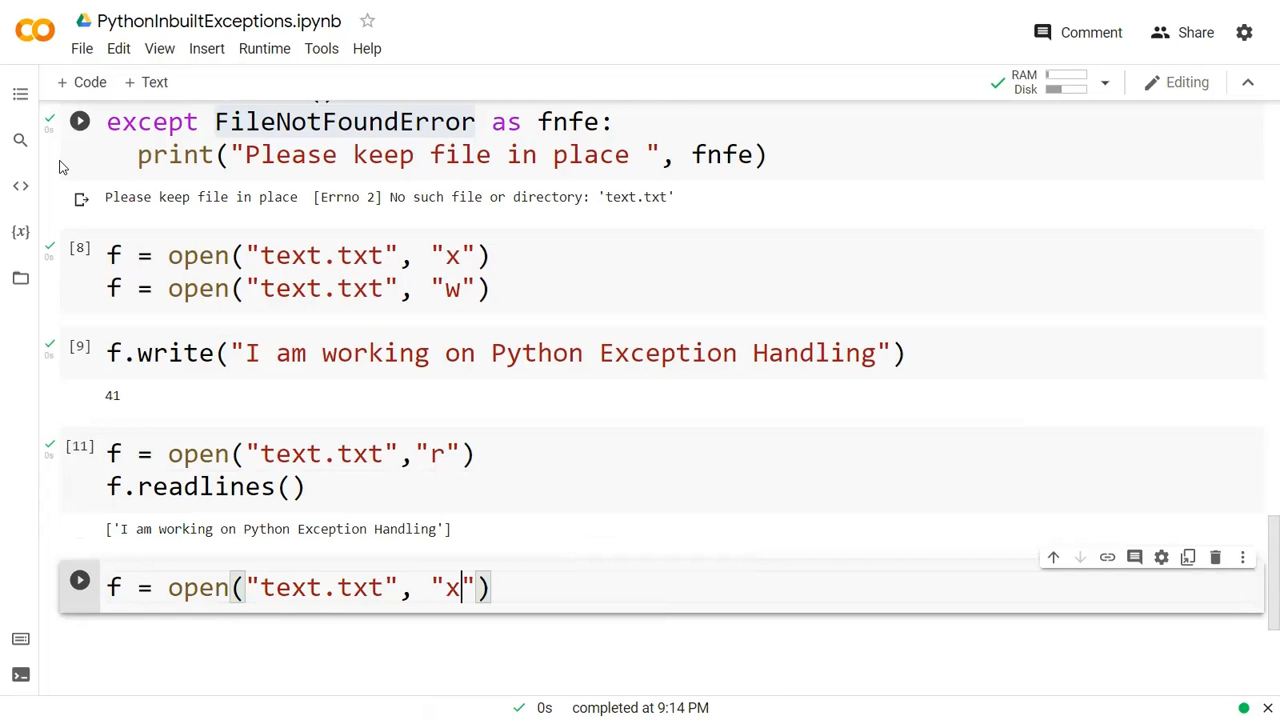 PythonInbuiltExceptions.ipynb
File Edit View Insert Runtime Tools Help
Comment Share
+ Code + Text
RAM
Disk
Editing
except FileNotFoundError as fnfe:
print("Please keep file in place ", fnfe)
0s
Please keep file in place [Errno 2] No such file or directory: 'text.txt'
[8] f = open("text.txt", "x")
0s
f = open("text.txt", "w")
[9] f.write("I am working on Python Exception Handling")
0s
41
[11] f = open("text.txt","r")
0s
f.readlines()
['I am working on Python Exception Handling']
f = open("text.txt", "x")
0s completed at 9:14 PM